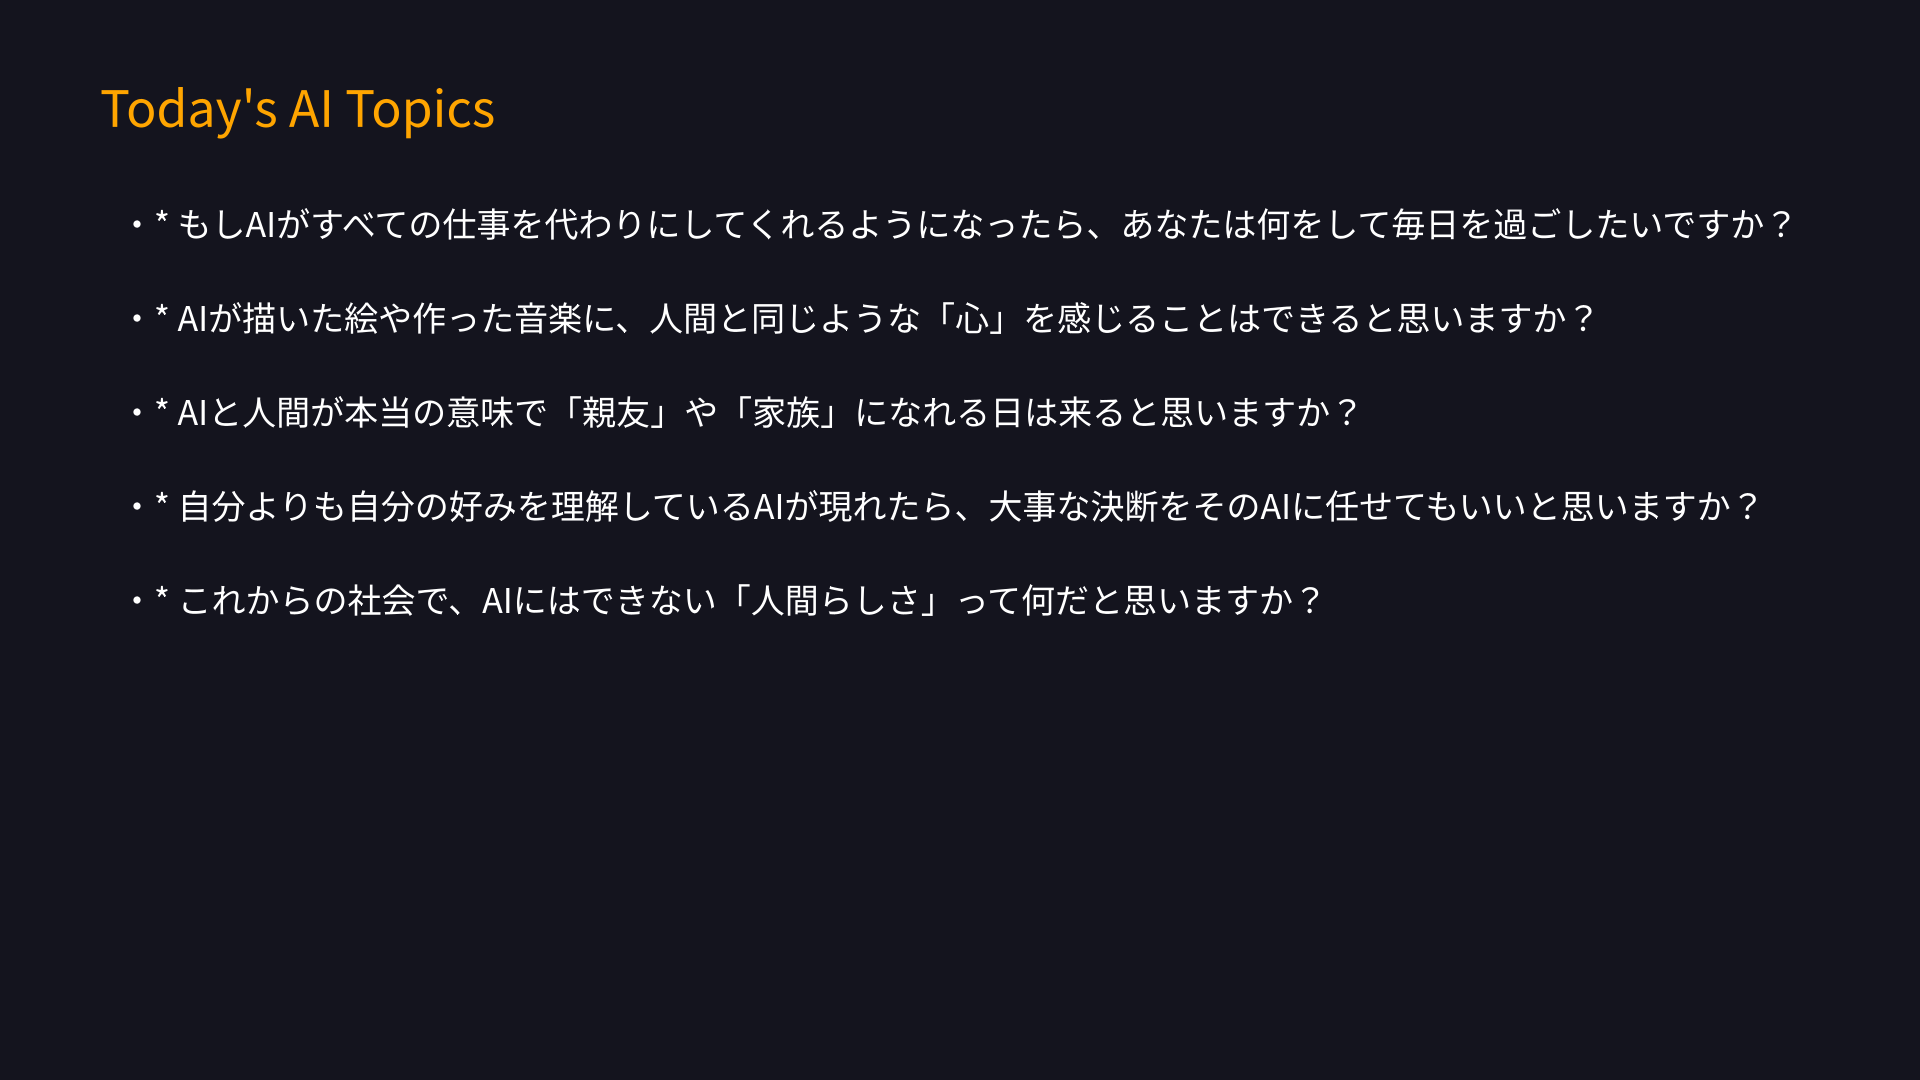 Today's AI Topics
・* もしAIがすべての仕事を代わりにしてくれるようになったら、あなたは何をして毎日を過ごしたいですか？
・* AIが描いた絵や作った音楽に、人間と同じような「心」を感じることはできると思いますか？
・* AIと人間が本当の意味で「親友」や「家族」になれる日は来ると思いますか？
・* 自分よりも自分の好みを理解しているAIが現れたら、大事な決断をそのAIに任せてもいいと思いますか？
・* これからの社会で、AIにはできない「人間らしさ」って何だと思いますか？